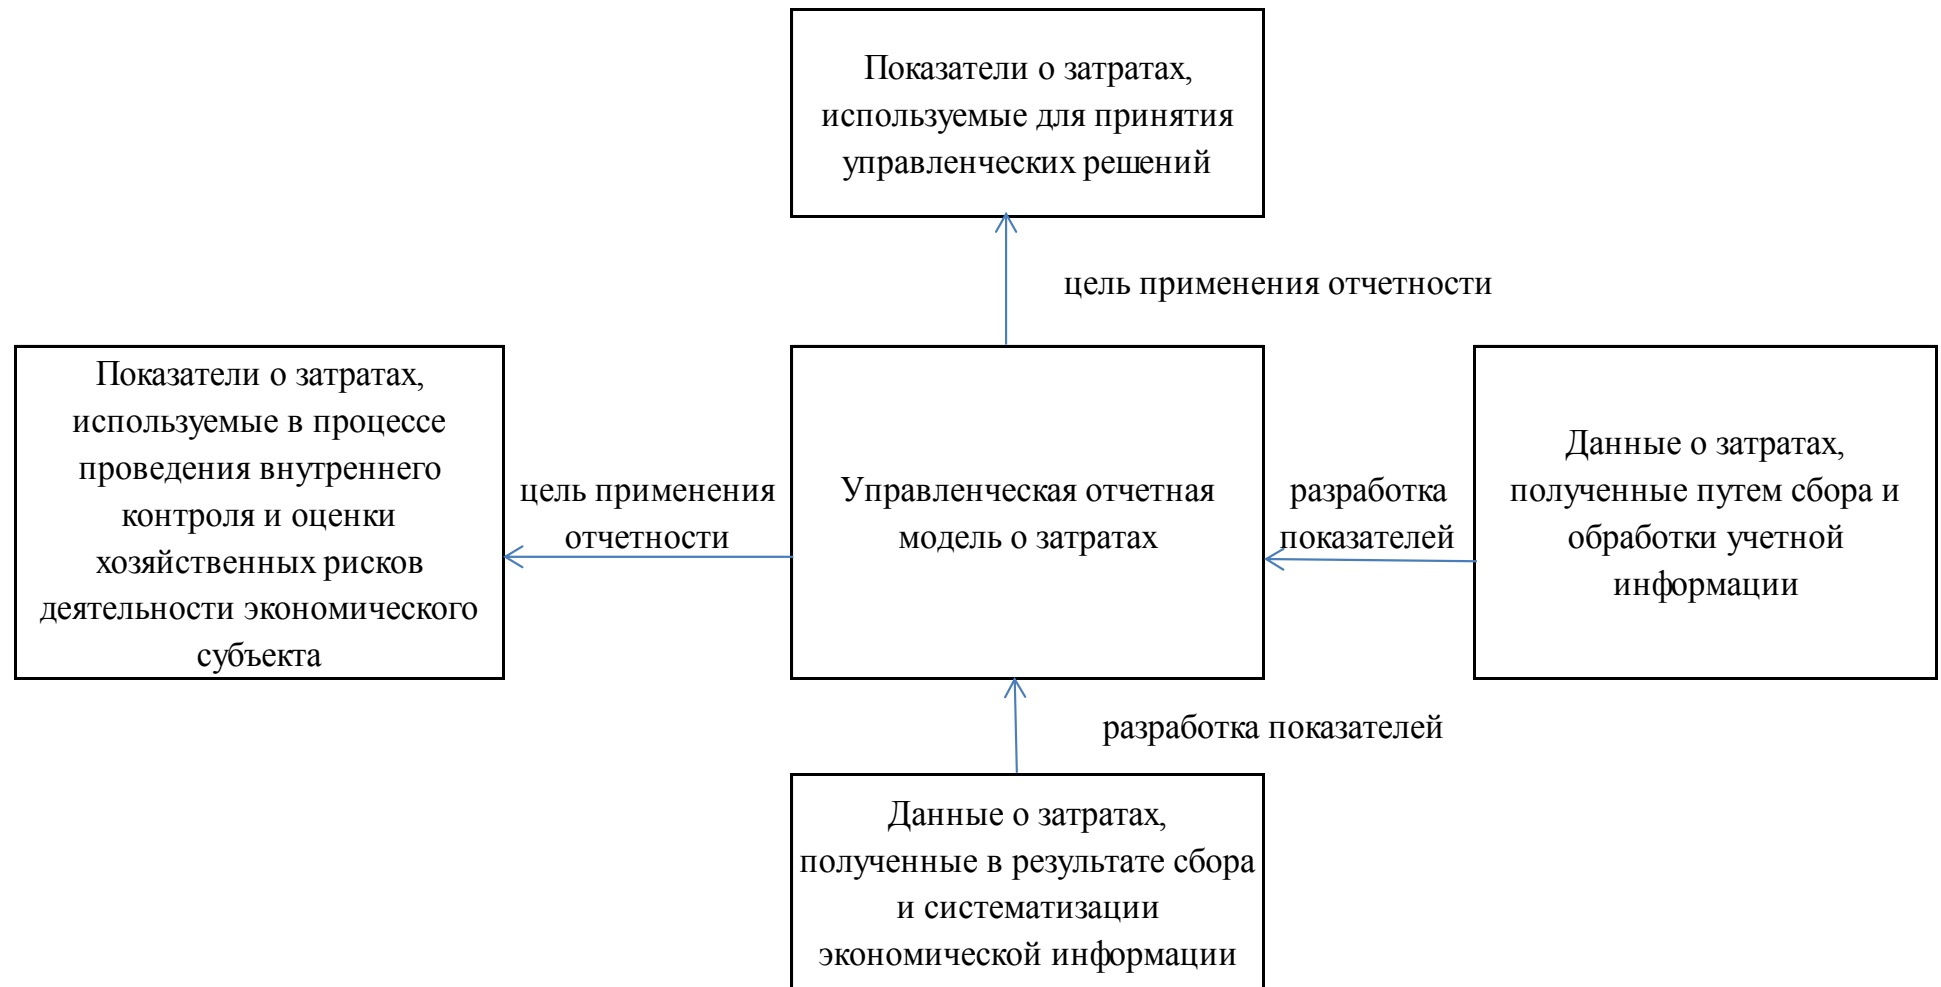 Показатели о затратах,
используемые для принятия
управленческих решений
цель применения отчетности
Показатели о затратах,
используемые в процессе
проведения внутреннего
контроля и оценки
хозяйственных рисков
деятельности экономического
субъекта
цель применения
отчетности
Управленческая отчетная
модель о затратах
разработка
показателей
Данные о затратах,
полученные путем сбора и
обработки учетной
информации
разработка показателей
Данные о затратах,
полученные в результате сбора
и систематизации
экономической информации